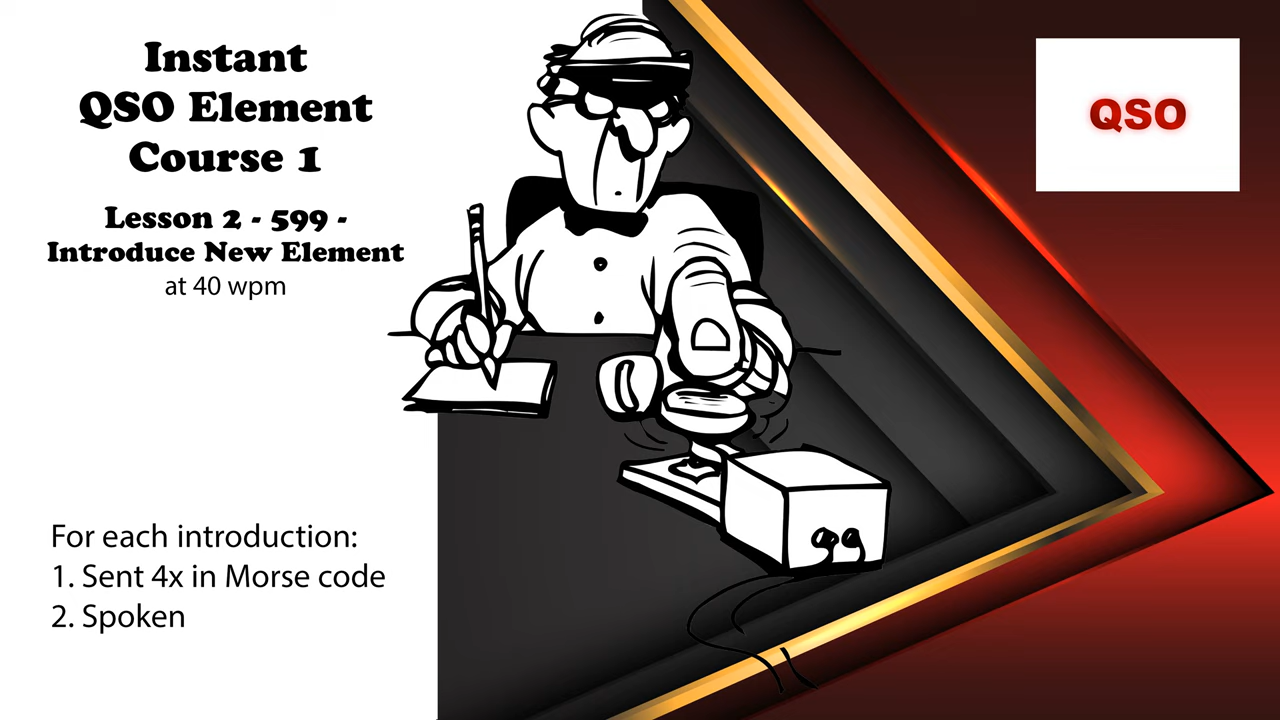 Instant
QSO Element
Course 1
Lesson 2 - 599 -
Introduce New Element
at 40 wpm
QSO
For each introduction:
1. Sent 4x in Morse code
2. Spoken